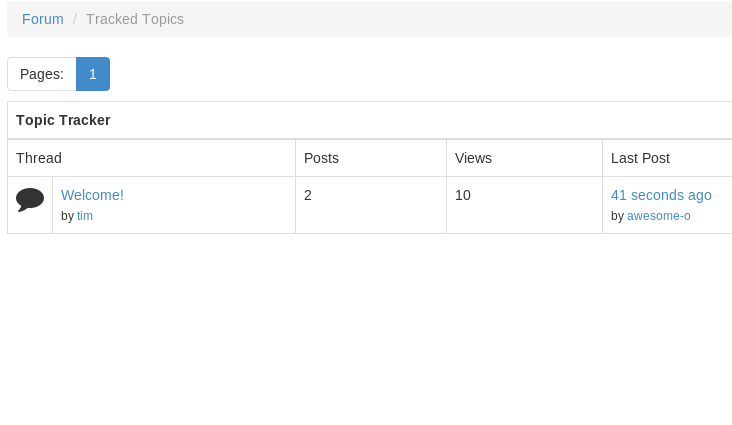 Forum / Tracked Topics
Pages: 1
Topic Tracker
Thread Posts Views Last Post
Welcome! 2 10 41 seconds ago
by tim by awesome-o